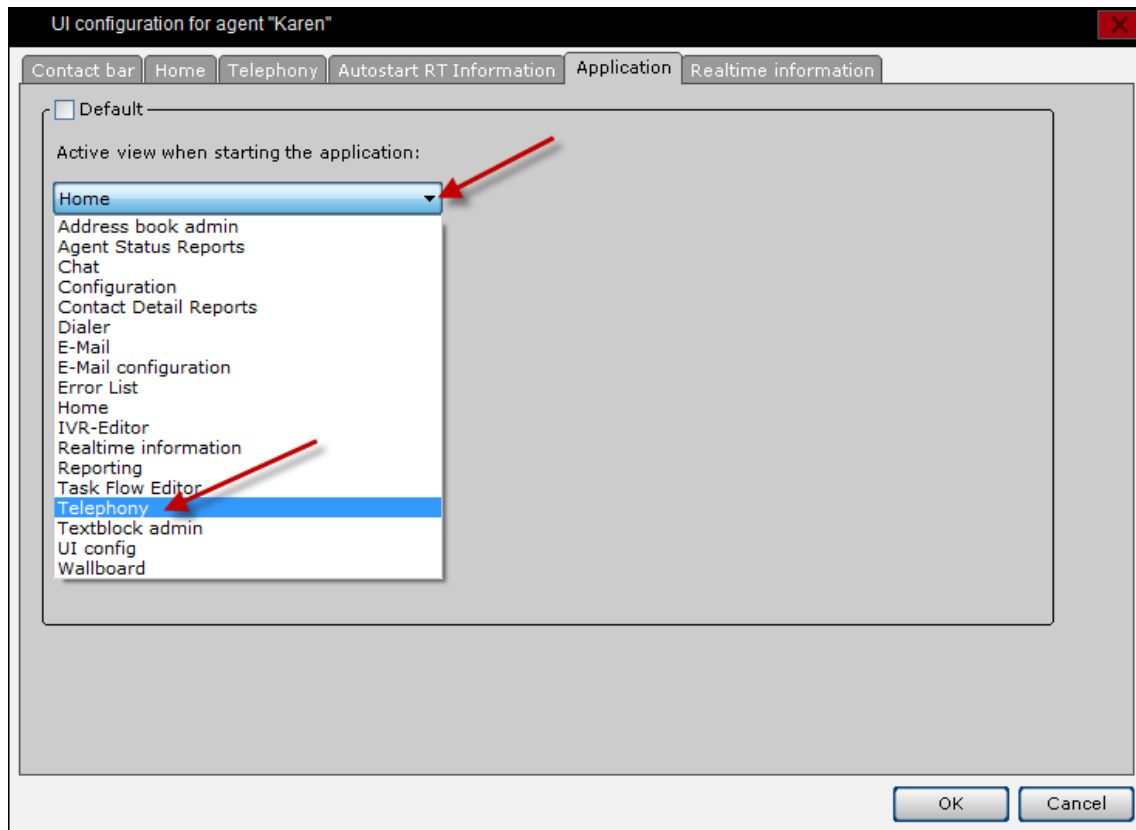 UI configuration for agent "Karen"
Contact bar Home Telephony Autostart RT Information Application Realtime information
Default
Active view when starting the application:
Home
Address book admin
Agent Status Reports
Chat
Configuration
Contact Detail Reports
Dialer
E-Mail
E-Mail configuration
Error List
Home
IVR-Editor
Realtime information
Reporting
Task Flow Editor
Telephony
Textblock admin
UI config
Wallboard
OK Cancel